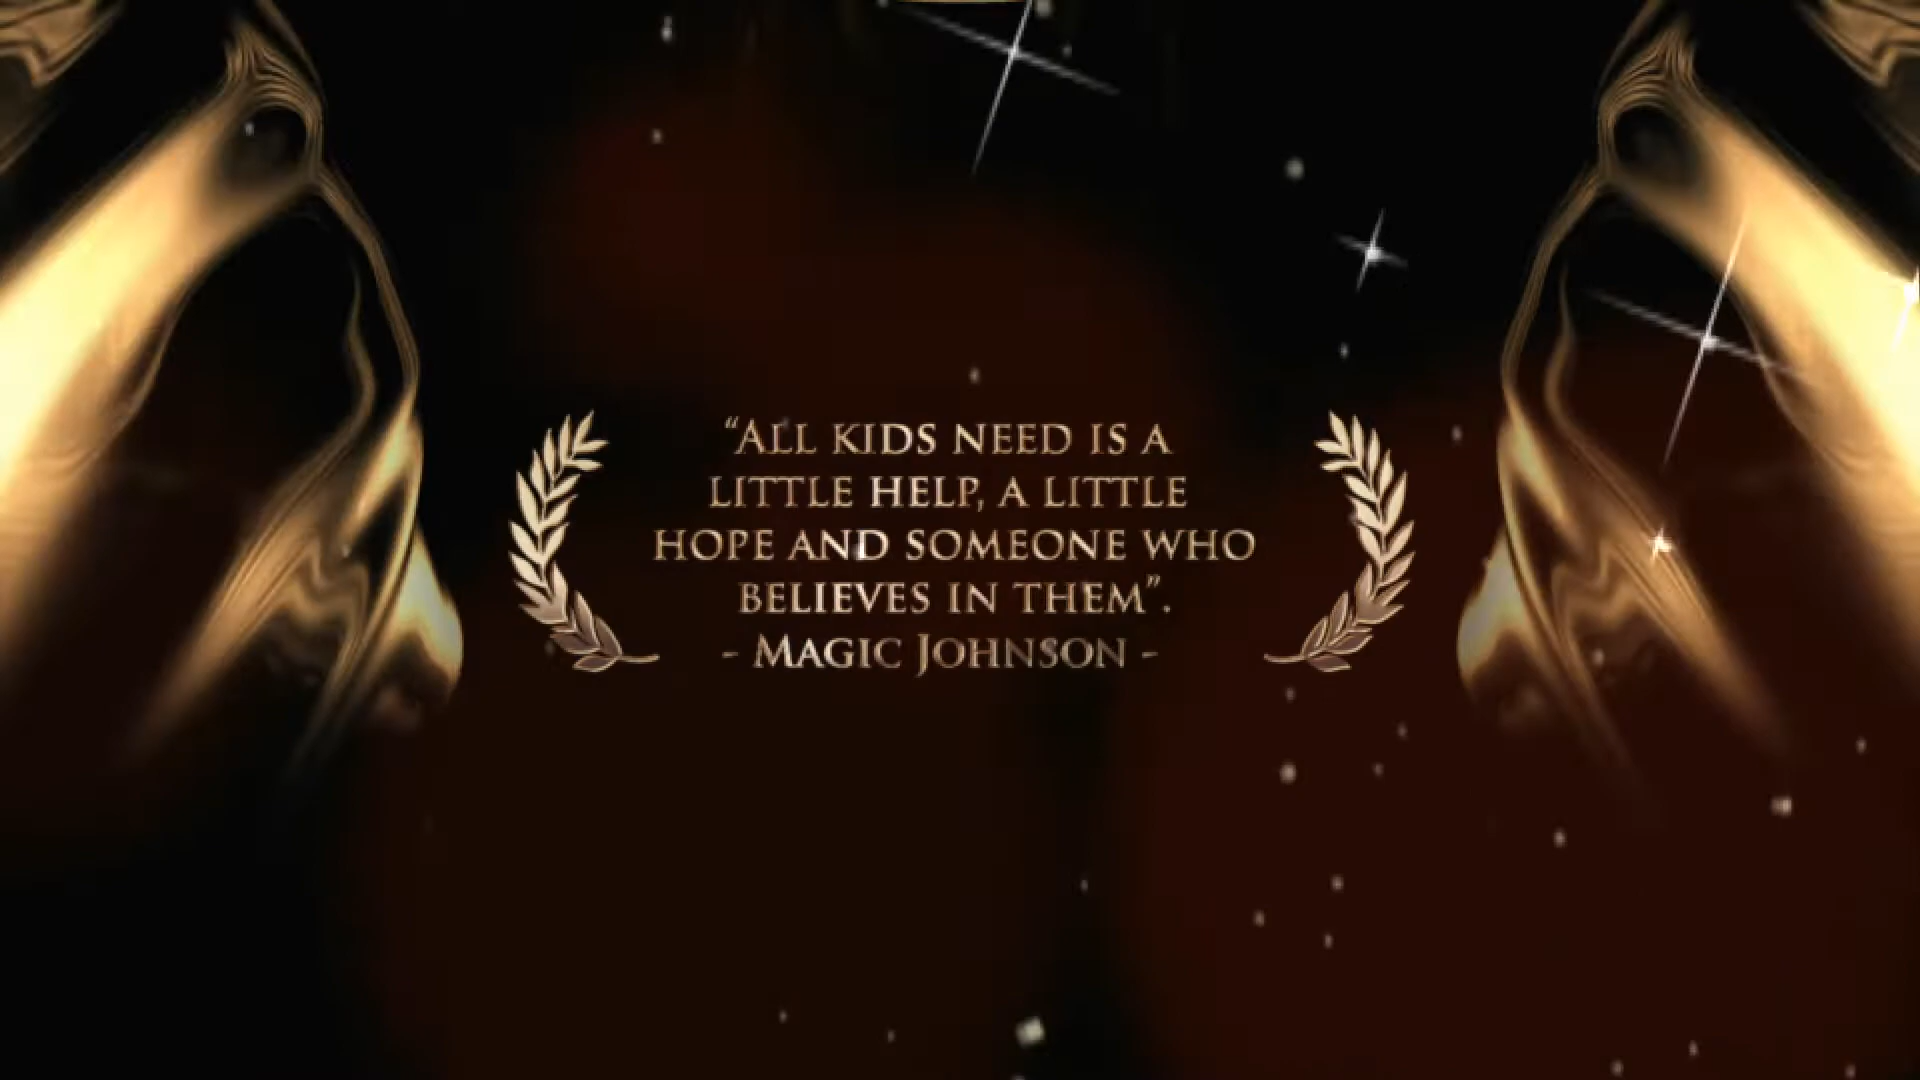 “All kids need is a
little help, a little
hope and someone who
believes in them”.
- Magic Johnson -